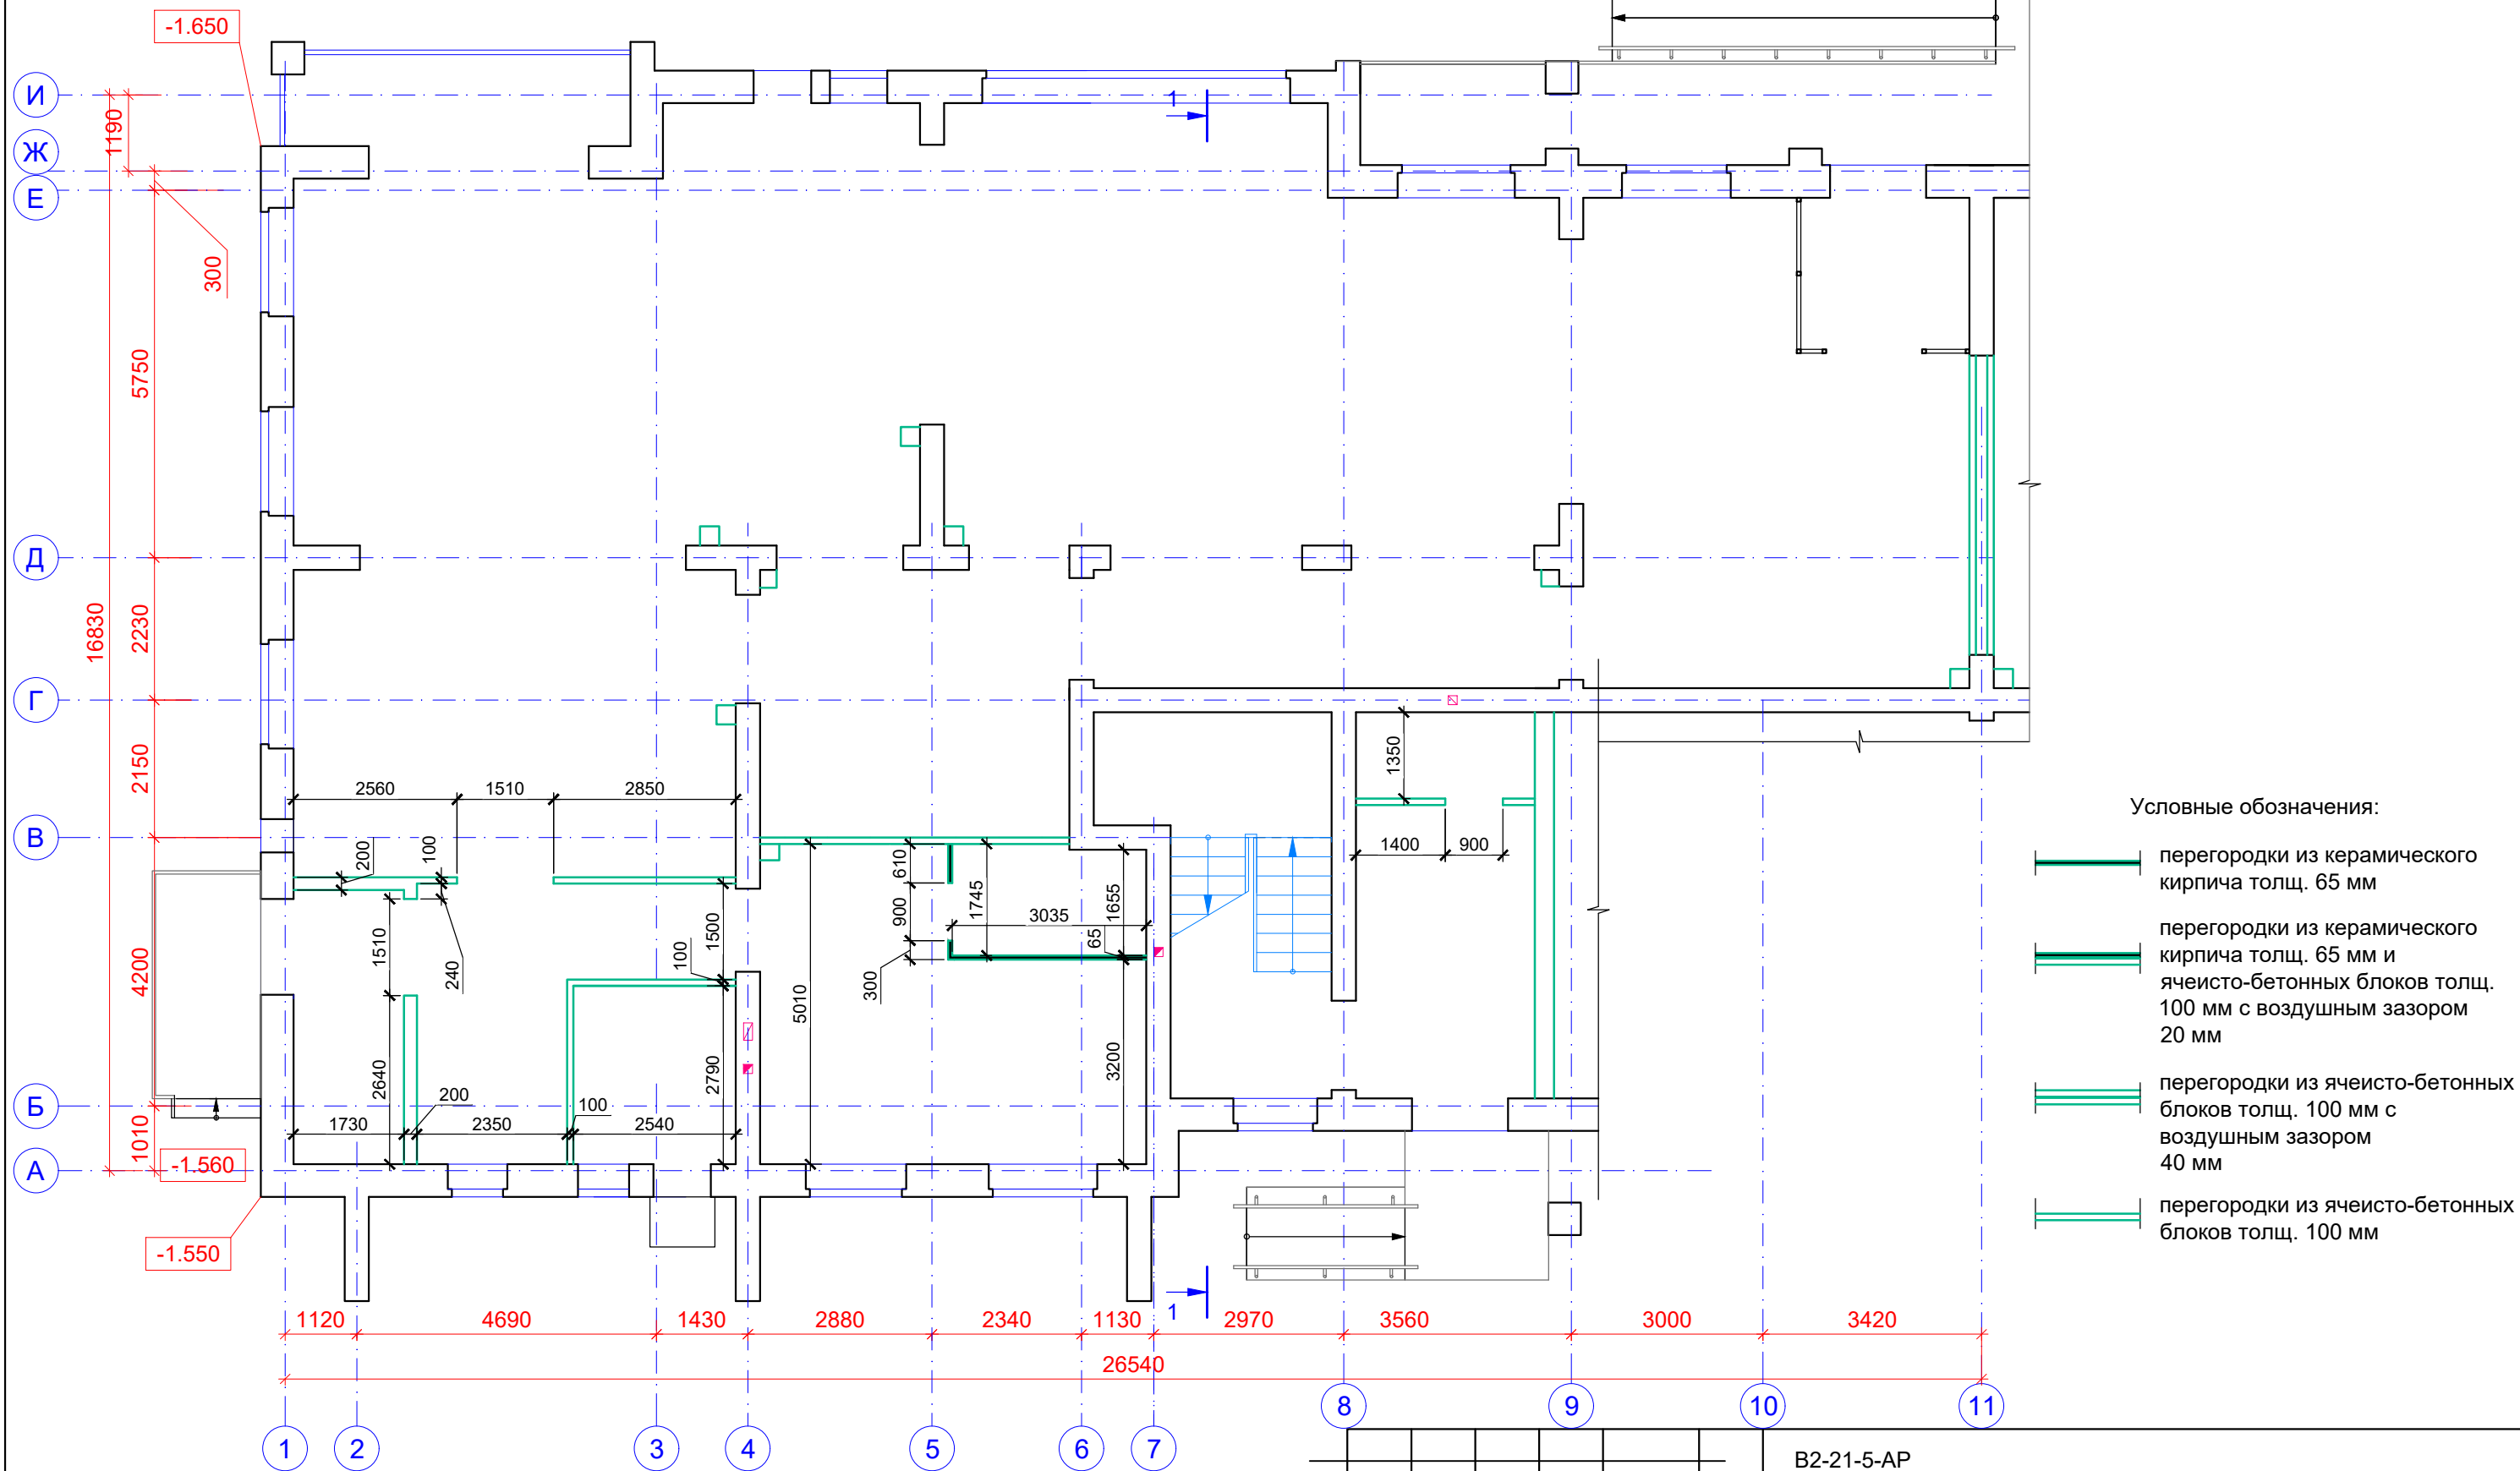 -1.650
И
Ж
Е
Д
Г
В
Б
А
1190
300
5750
2230
16830
2150
4200
1010
-1.560
-1.550
1
1
2560
1510
2850
200
100
1510
240
2640
1730
200
2350
100
2540
100
1500
2790
5010
610
900
300
1745
3035
1655
65
3200
1350
1400
900
Условные обозначения:
перегородки из керамического
кирпича толщ. 65 мм
перегородки из керамического
кирпича толщ. 65 мм и
ячеисто-бетонных блоков толщ.
100 мм с воздушным зазором
20 мм
перегородки из ячеисто-бетонных
блоков толщ. 100 мм с
воздушным зазором
40 мм
перегородки из ячеисто-бетонных
блоков толщ. 100 мм
1120
4690
1430
2880
2340
1130
2970
3560
3000
3420
26540
1
2
3
4
5
6
7
8
9
10
11
В2-21-5-АР